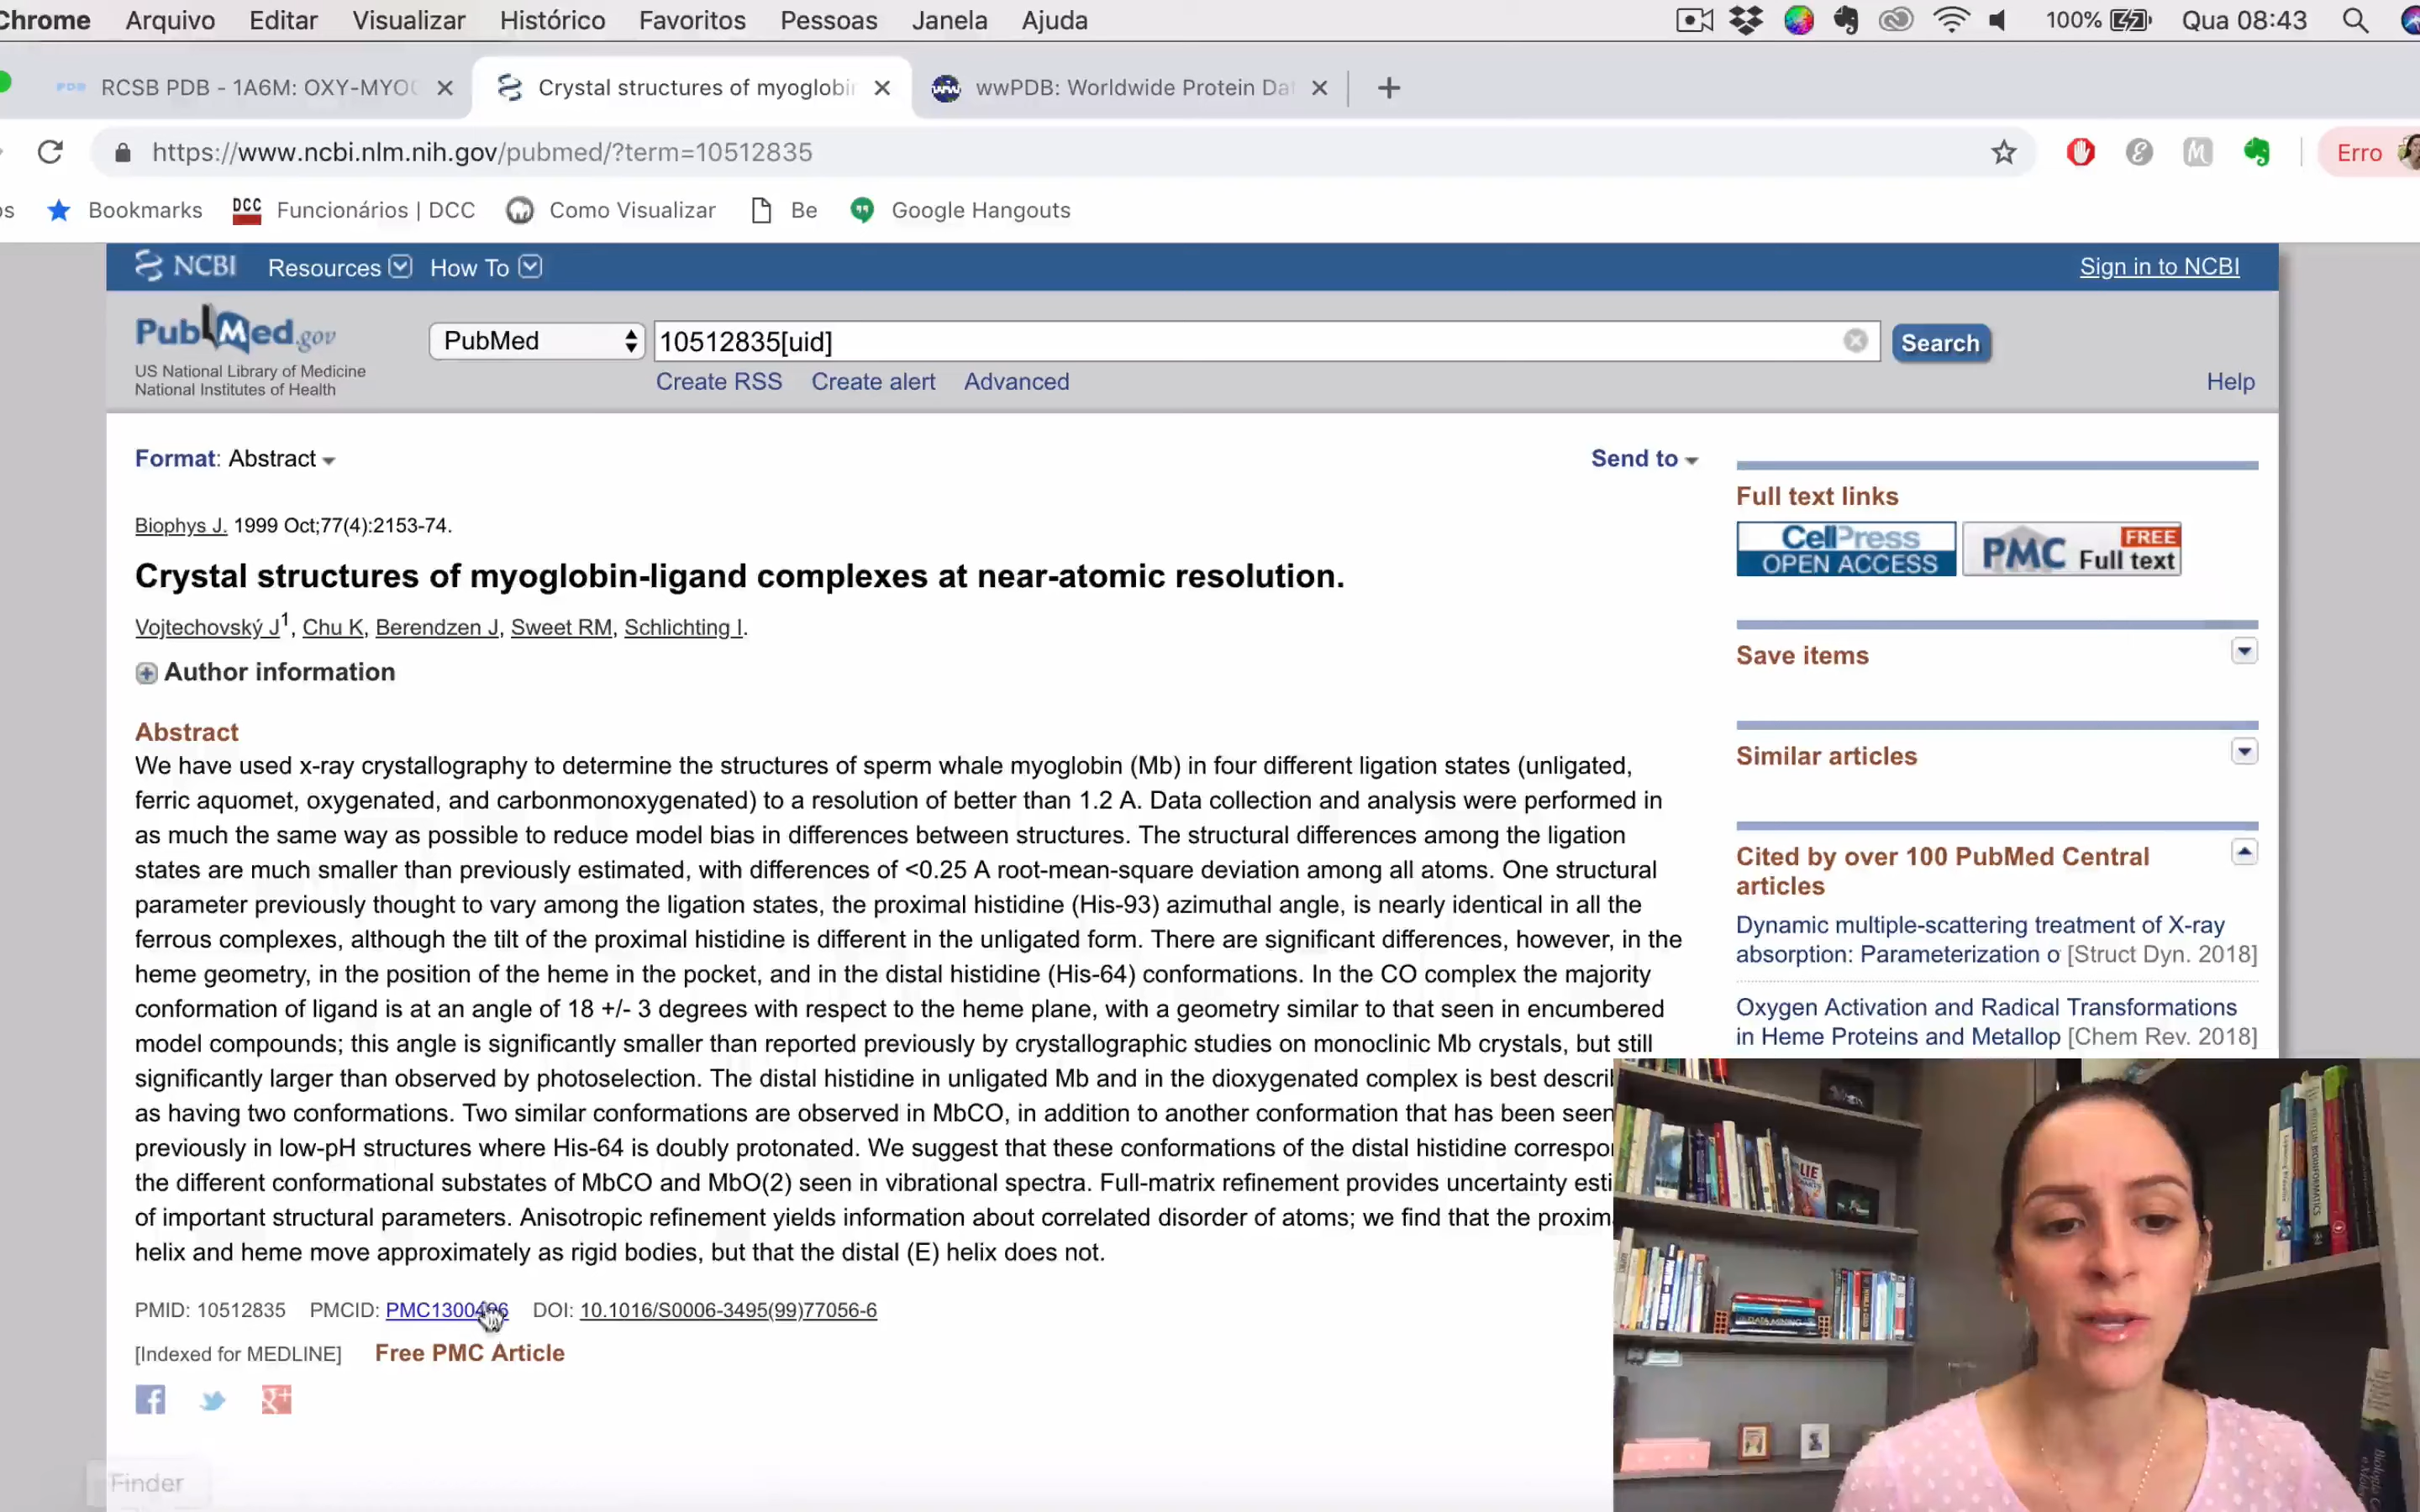 Chrome Arquivo Editar Visualizar Histórico Favoritos Pessoas Janela Ajuda 100% Qua 08:43
PDB RCSB PDB - 1A6M: OXY-MYO Crystal structures of myoglobin wwPDB: Worldwide Protein Dat
https://www.ncbi.nlm.nih.gov/pubmed/?term=10512835 Erro
os Bookmarks DCC Funcionários | DCC Como Visualizar Be Google Hangouts
NCBI Resources How To Sign in to NCBI
PubMed.gov PubMed 10512835[uid] Search
US National Library of Medicine
National Institutes of Health
Create RSS Create alert Advanced Help
Format: Abstract Send to
Biophys J. 1999 Oct;77(4):2153-74.
Crystal structures of myoglobin-ligand complexes at near-atomic resolution.
Vojtechovský J1, Chu K, Berendzen J, Sweet RM, Schlichting I.
Author information
Abstract
We have used x-ray crystallography to determine the structures of sperm whale myoglobin (Mb) in four different ligation states (unligated,
ferric aquomet, oxygenated, and carbonmonoxygenated) to a resolution of better than 1.2 A. Data collection and analysis were performed in
as much the same way as possible to reduce model bias in differences between structures. The structural differences among the ligation
states are much smaller than previously estimated, with differences of <0.25 A root-mean-square deviation among all atoms. One structural
parameter previously thought to vary among the ligation states, the proximal histidine (His-93) azimuthal angle, is nearly identical in all the
ferrous complexes, although the tilt of the proximal histidine is different in the unligated form. There are significant differences, however, in the
heme geometry, in the position of the heme in the pocket, and in the distal histidine (His-64) conformations. In the CO complex the majority
conformation of ligand is at an angle of 18 +/- 3 degrees with respect to the heme plane, with a geometry similar to that seen in encumbered
model compounds; this angle is significantly smaller than reported previously by crystallographic studies on monoclinic Mb crystals, but still
significantly larger than observed by photoselection. The distal histidine in unligated Mb and in the dioxygenated complex is best descri
as having two conformations. Two similar conformations are observed in MbCO, in addition to another conformation that has been seen
previously in low-pH structures where His-64 is doubly protonated. We suggest that these conformations of the distal histidine correspo
the different conformational substates of MbCO and MbO(2) seen in vibrational spectra. Full-matrix refinement provides uncertainty esti
of important structural parameters. Anisotropic refinement yields information about correlated disorder of atoms; we find that the proxim
helix and heme move approximately as rigid bodies, but that the distal (E) helix does not.
PMID: 10512835 PMCID: PMC1300496 DOI: 10.1016/S0006-3495(99)77056-6
[Indexed for MEDLINE] Free PMC Article
Finder
Full text links
CellPress OPEN ACCESS
PMC FREE Full text
Save items
Similar articles
Cited by over 100 PubMed Central
articles
Dynamic multiple-scattering treatment of X-ray
absorption: Parameterization o [Struct Dyn. 2018]
Oxygen Activation and Radical Transformations
in Heme Proteins and Metallop [Chem Rev. 2018]
LIE
DATA MINING